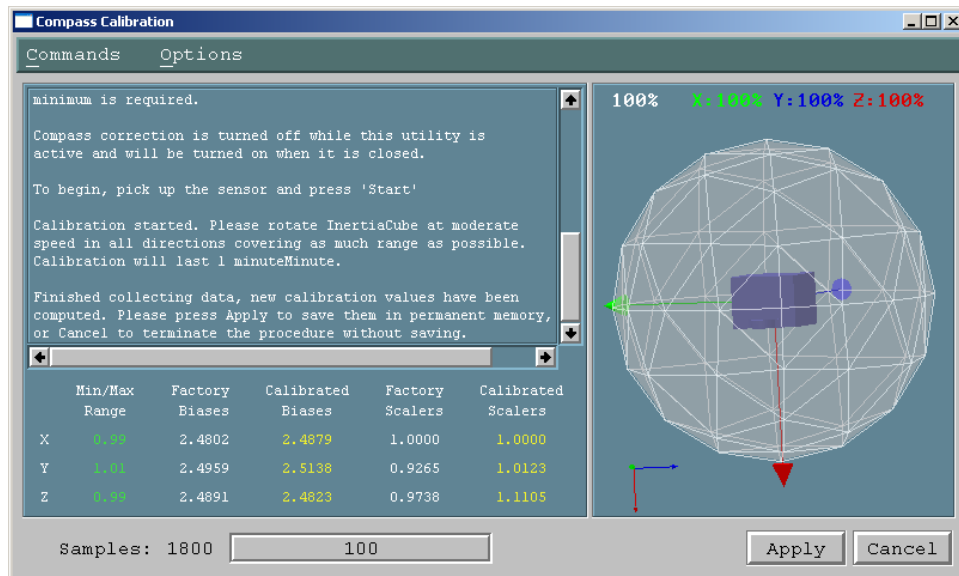 Compass Calibration
Commands Options
minimum is required.
Compass correction is turned off while this utility is
active and will be turned on when it is closed.
To begin, pick up the sensor and press 'Start'
Calibration started. Please rotate InertiaCube at moderate
speed in all directions covering as much range as possible.
Calibration will last 1 minuteMinute.
Finished collecting data, new calibration values have been
computed. Please press Apply to save them in permanent memory,
or Cancel to terminate the procedure without saving.
100% X:100% Y:100% Z:100%
Min/Max Factory Calibrated Factory Calibrated
Range Biases Biases Scalers Scalers
X 0.99 2.4802 2.4879 1.0000 1.0000
Y 1.01 2.4959 2.5138 0.9265 1.0123
Z 0.99 2.4891 2.4823 0.9738 1.1105
Samples: 1800 100 Apply Cancel